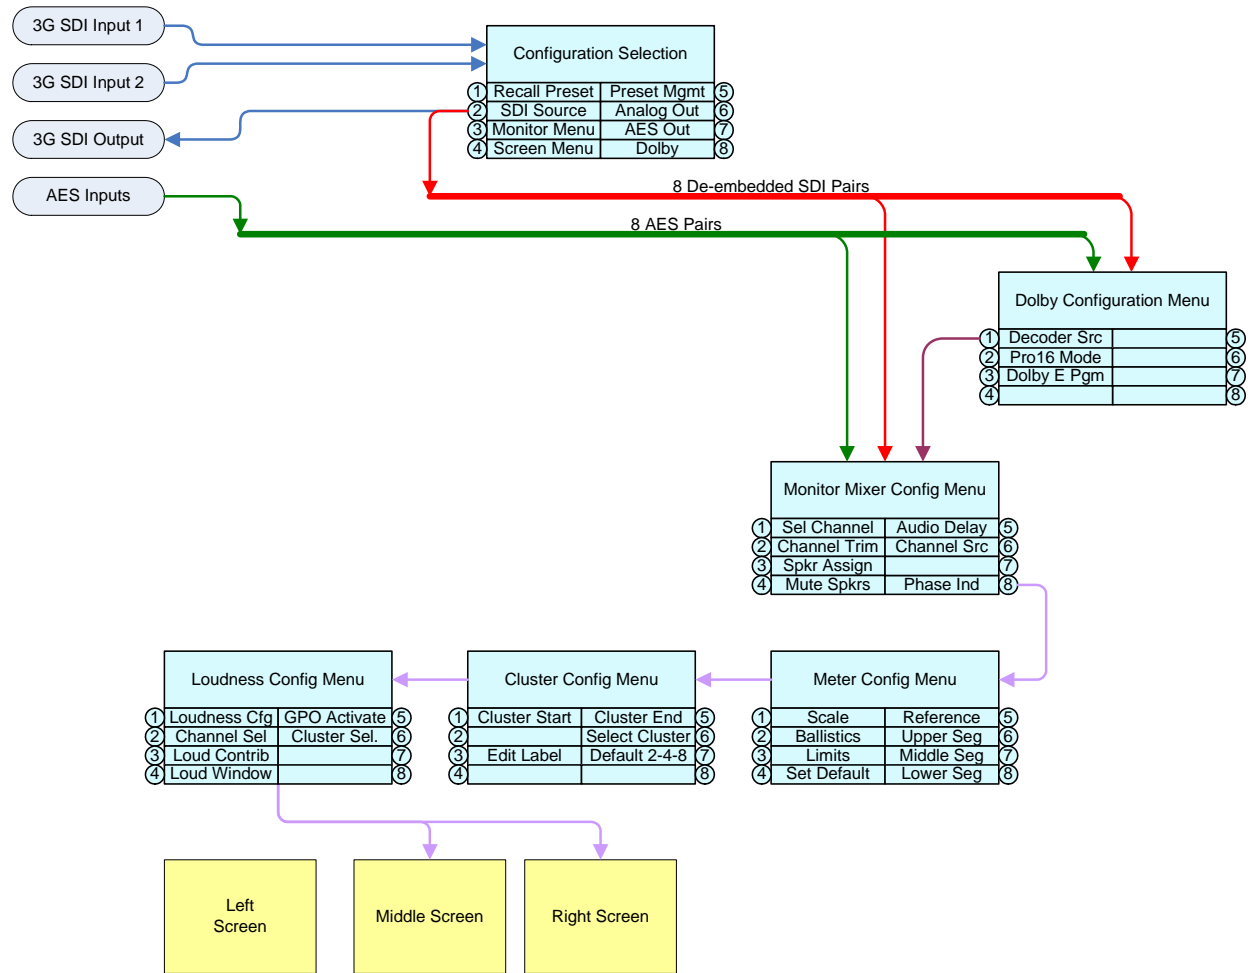 3G SDI Input 1
3G SDI Input 2
3G SDI Output
AES Inputs
Configuration Selection
1 Recall Preset Preset Mgmt 5
2 SDI Source Analog Out 6
3 Monitor Menu AES Out 7
4 Screen Menu Dolby 8
8 De-embedded SDI Pairs
8 AES Pairs
Dolby Configuration Menu
1 Decoder Src 5
2 Pro16 Mode 6
3 Dolby E Pgm 7
4 8
Monitor Mixer Config Menu
1 Sel Channel Audio Delay 5
2 Channel Trim Channel Src 6
3 Spkr Assign 7
4 Mute Spkrs Phase Ind 8
Loudness Config Menu
1 Loudness Cfg GPO Activate 5
2 Channel Sel Cluster Sel. 6
3 Loud Contrib 7
4 Loud Window 8
Cluster Config Menu
1 Cluster Start Cluster End 5
2 Select Cluster 6
3 Edit Label Default 2-4-8 7
4 8
Meter Config Menu
1 Scale Reference 5
2 Ballistics Upper Seg 6
3 Limits Middle Seg 7
4 Set Default Lower Seg 8
Left
Screen
Middle Screen
Right Screen